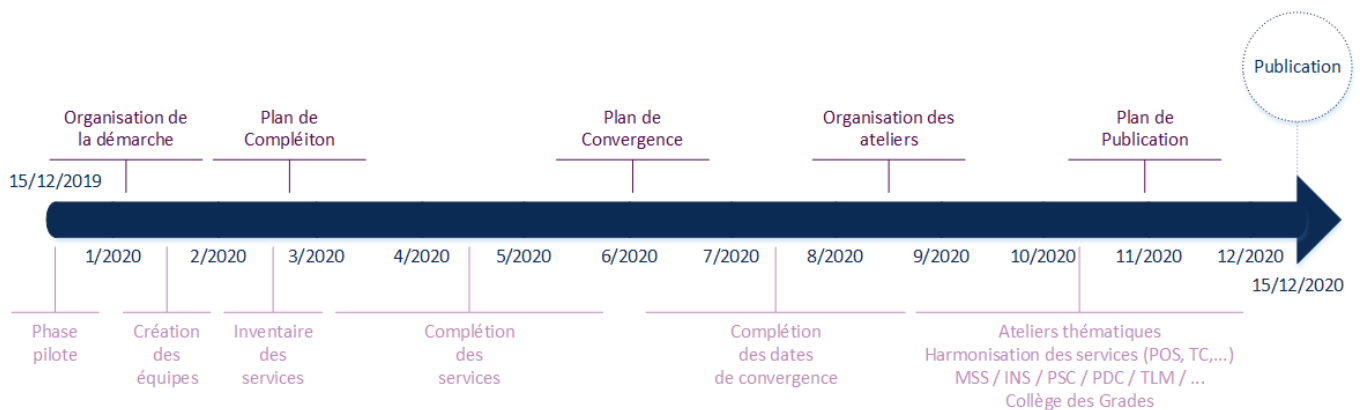 Publication
Organisation de
la démarche
Plan de
Compléiton
Plan de
Convergence
Organisation des
ateliers
Plan de
Publication
15/12/2019
1/2020
2/2020
3/2020
4/2020
5/2020
6/2020
7/2020
8/2020
9/2020
10/2020
11/2020
12/2020
15/12/2020
Phase
pilote
Création
des
équipes
Inventaire
des
services
Complétion
des
services
Complétion
des dates
de convergence
Ateliers thématiques
Harmonisation des services (POS, TC,...)
MSS / INS / PSC / PDC / TLM / ...
Collège des Grades